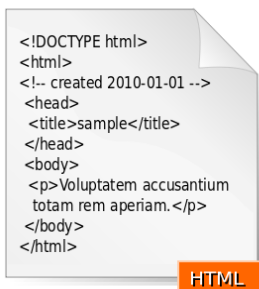 <!DOCTYPE html>
<html>
<!-- created 2010-01-01 -->
<head>
<title>sample</title>
</head>
<body>
<p>Voluptatem accusantium
totam rem aperiam.</p>
</body>
</html>
HTML